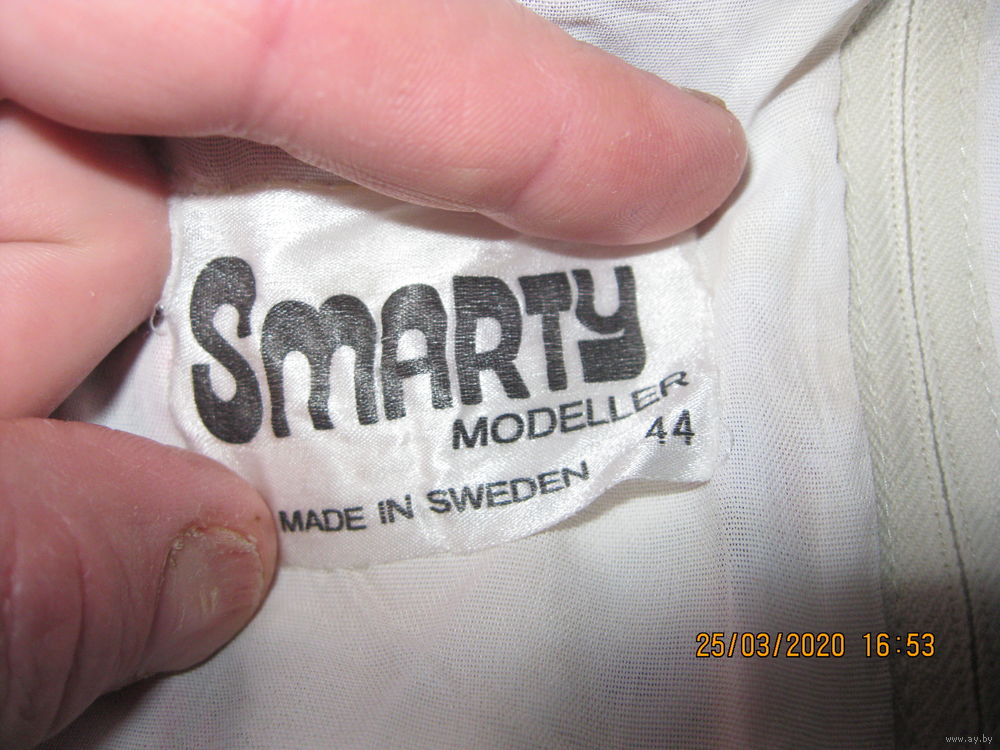 SMARTY
MODELLER
44
MADE IN SWEDEN
25/03/2020 16:53
www.ay.by